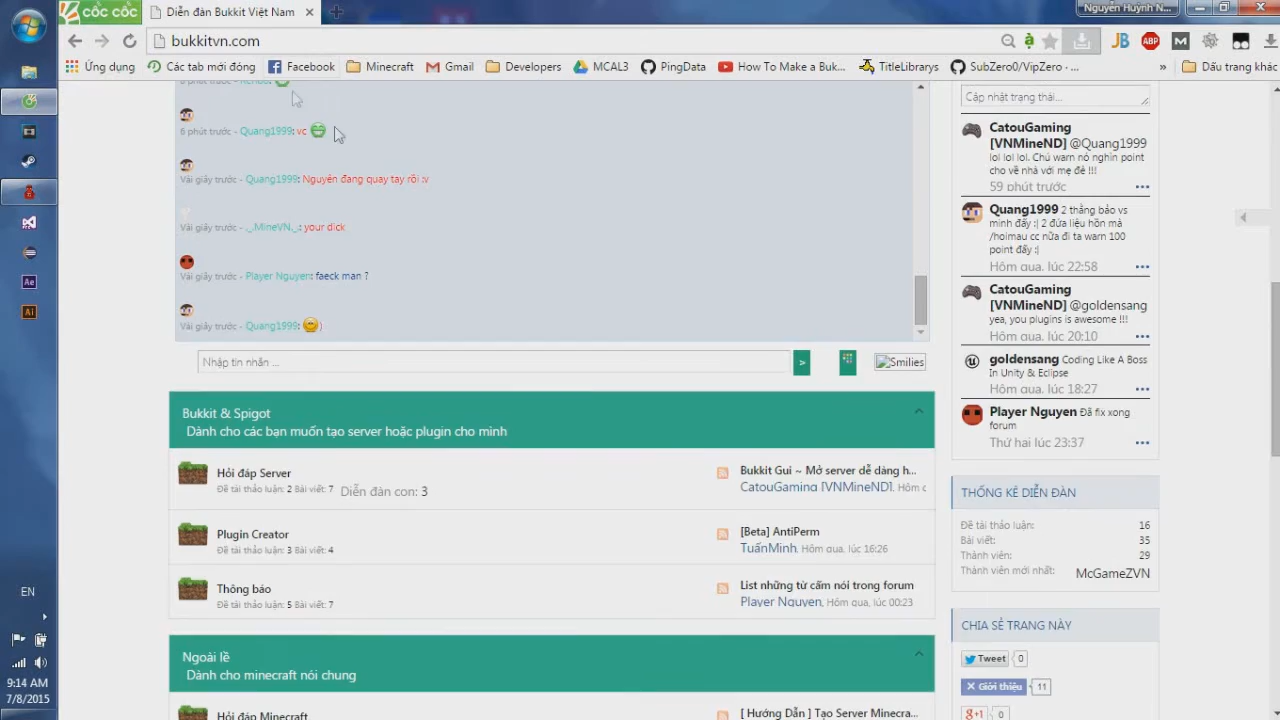 cốc cốc
Diễn đàn Bukkit Việt Nam
Nguyễn Huỳnh N...
bukkitvn.com
Ứng dụng
Các tab mới đóng
Facebook
Minecraft
Gmail
Developers
MCAL3
PingData
How To Make a Buk...
TitleLibrarys
SubZero0/VipZero - ...
»
Dấu trang khác
6 phút trước - Quang1999: vc
Vài giây trước - Quang1999: Nguyên đang quay tay rồi :v
Vài giây trước - ._.MineVN._.: your dick
Vài giây trước - Player Nguyen: faeck man ?
Vài giây trước - Quang1999: )
Nhập tin nhắn ...
>
Smilies
Bukkit & Spigot
Dành cho các bạn muốn tạo server hoặc plugin cho mình
Hỏi đáp Server
Đề tài thảo luận: 2 Bài viết: 7 Diễn đàn con: 3
Bukkit Gui ~ Mở server dễ dàng h...
CatouGaming [VNMineND], Hôm q
Plugin Creator
Đề tài thảo luận: 3 Bài viết: 4
[Beta] AntiPerm
TuấnMinh, Hôm qua, lúc 16:26
Thông báo
Đề tài thảo luận: 5 Bài viết: 7
List những từ cấm nói trong forum
Player Nguyen, Hôm qua, lúc 00:23
Ngoài lề
Dành cho minecraft nói chung
Hỏi đáp Minecraft
[ Hướng Dẫn ] Tạo Server Minecra...
Cập nhật trạng thái...
CatouGaming
[VNMineND] @Quang1999
lol lol lol. Chú warn nó nghìn point
cho về nhà với mẹ đẻ !!!
59 phút trước
Quang1999 2 thằng bảo vs
mình đấy :| 2 đứa liệu hồn mà
/hoimau cc nữa đi ta warn 100
point đấy :|
Hôm qua, lúc 22:58
CatouGaming
[VNMineND] @goldensang
yea, you plugins is awesome !!!
Hôm qua, lúc 20:10
goldensang Coding Like A Boss
In Unity & Eclipse
Hôm qua, lúc 18:27
Player Nguyen Đã fix xong
forum
Thứ hai lúc 23:37
THỐNG KÊ DIỄN ĐÀN
Đề tài thảo luận: 16
Bài viết: 35
Thành viên: 29
Thành viên mới nhất: McGameZVN
CHIA SẺ TRANG NÀY
Tweet 0
Giới thiệu 11
g+1 0
Ae
Ai
EN
9:14 AM
7/8/2015